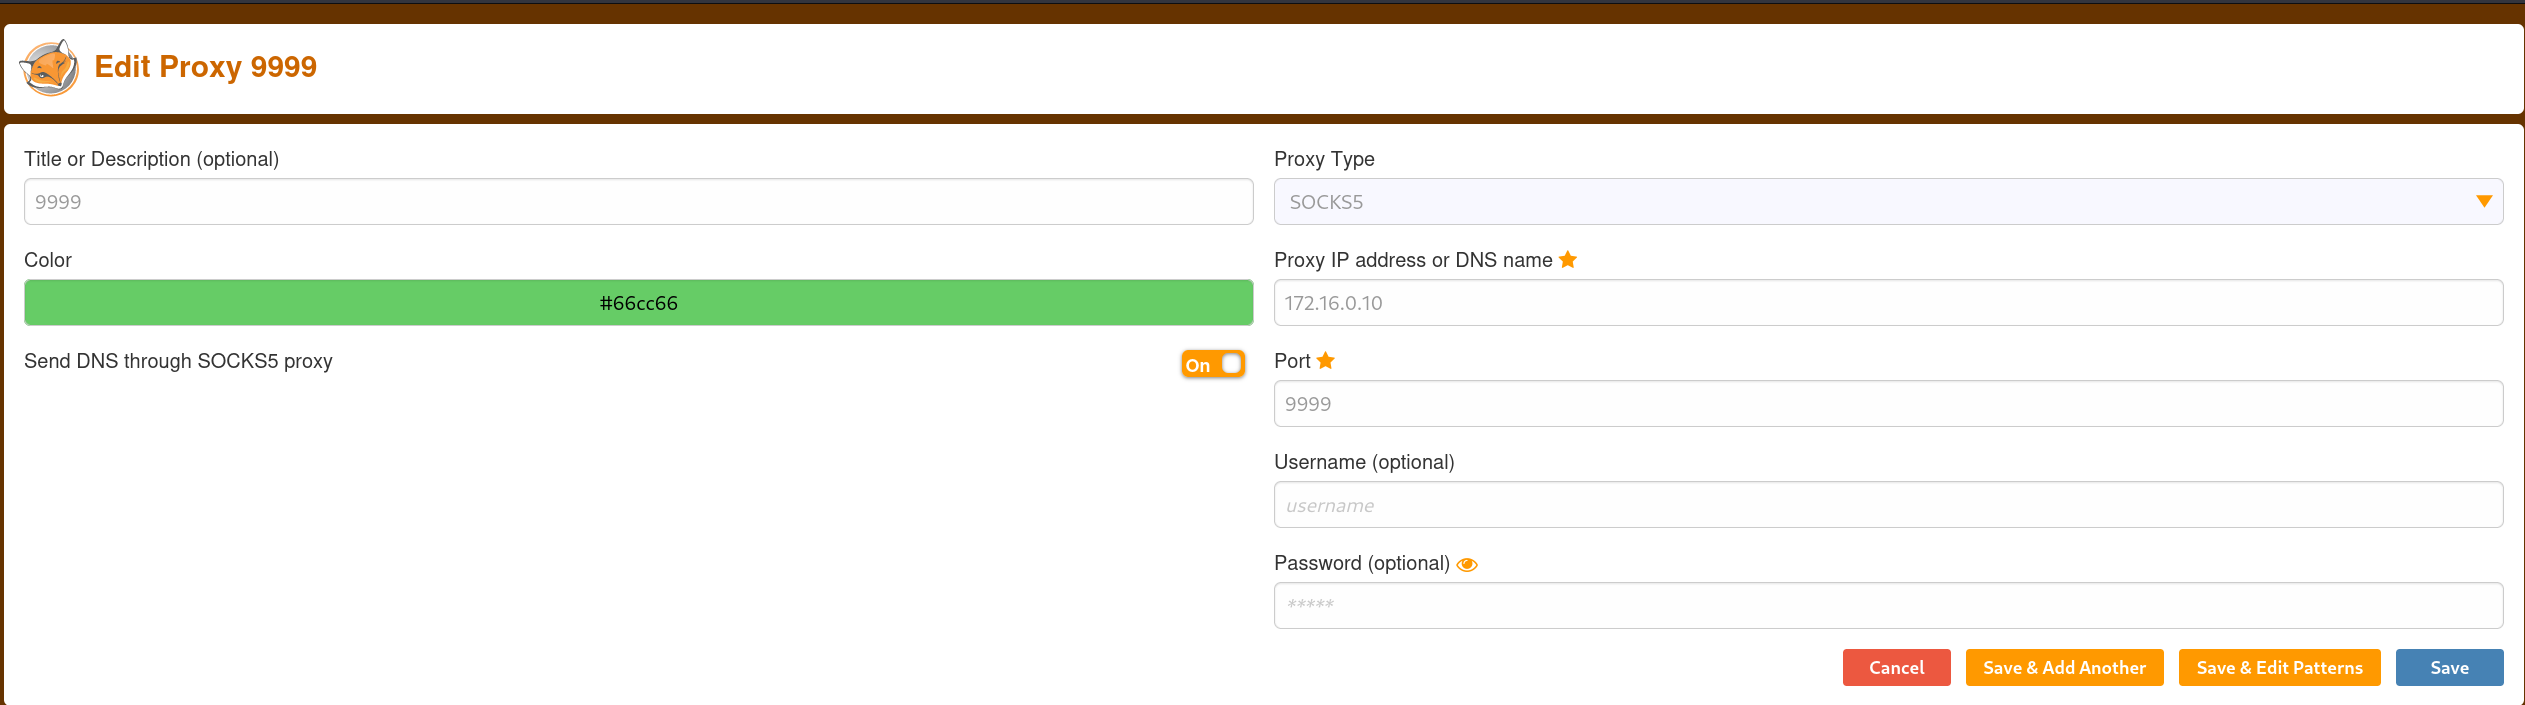 Edit Proxy 9999
Title or Description (optional)
9999
Color
#66cc66
Send DNS through SOCKS5 proxy
On
Proxy Type
SOCKS5
Proxy IP address or DNS name
172.16.0.10
Port
9999
Username (optional)
username
Password (optional)
*****
Cancel
Save & Add Another
Save & Edit Patterns
Save